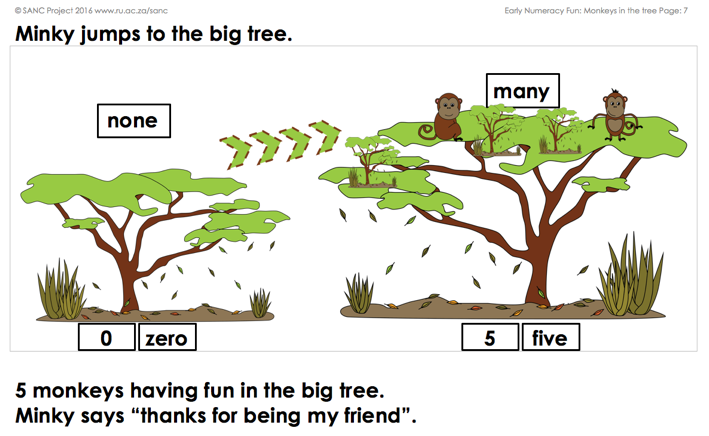 © SANC Project 2016 www.ru.ac.za/sanc Early Numeracy Fun: Monkeys in the tree Page: 7
Minky jumps to the big tree.
none
many
0 zero
5 five
5 monkeys having fun in the big tree.
Minky says “thanks for being my friend”.